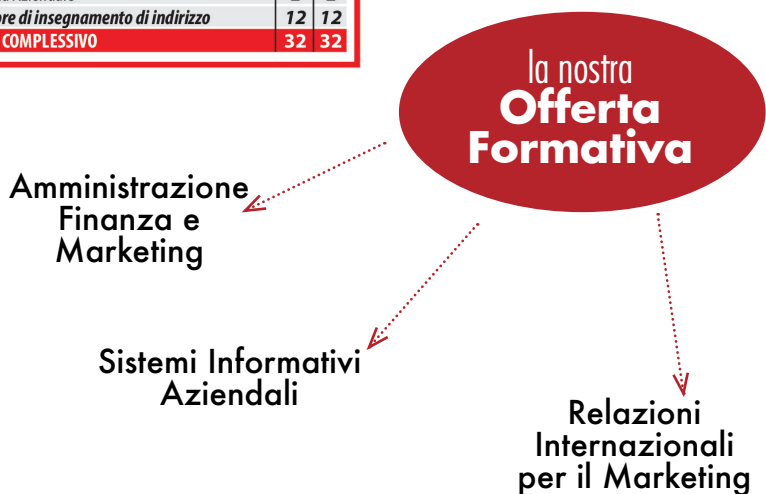 ore di insegnamento di indirizzo 12 12
COMPLESSIVO 32 32
la nostra
Offerta
Formativa
Amministrazione
Finanza e
Marketing
Sistemi Informativi
Aziendali
Relazioni
Internazionali
per il Marketing